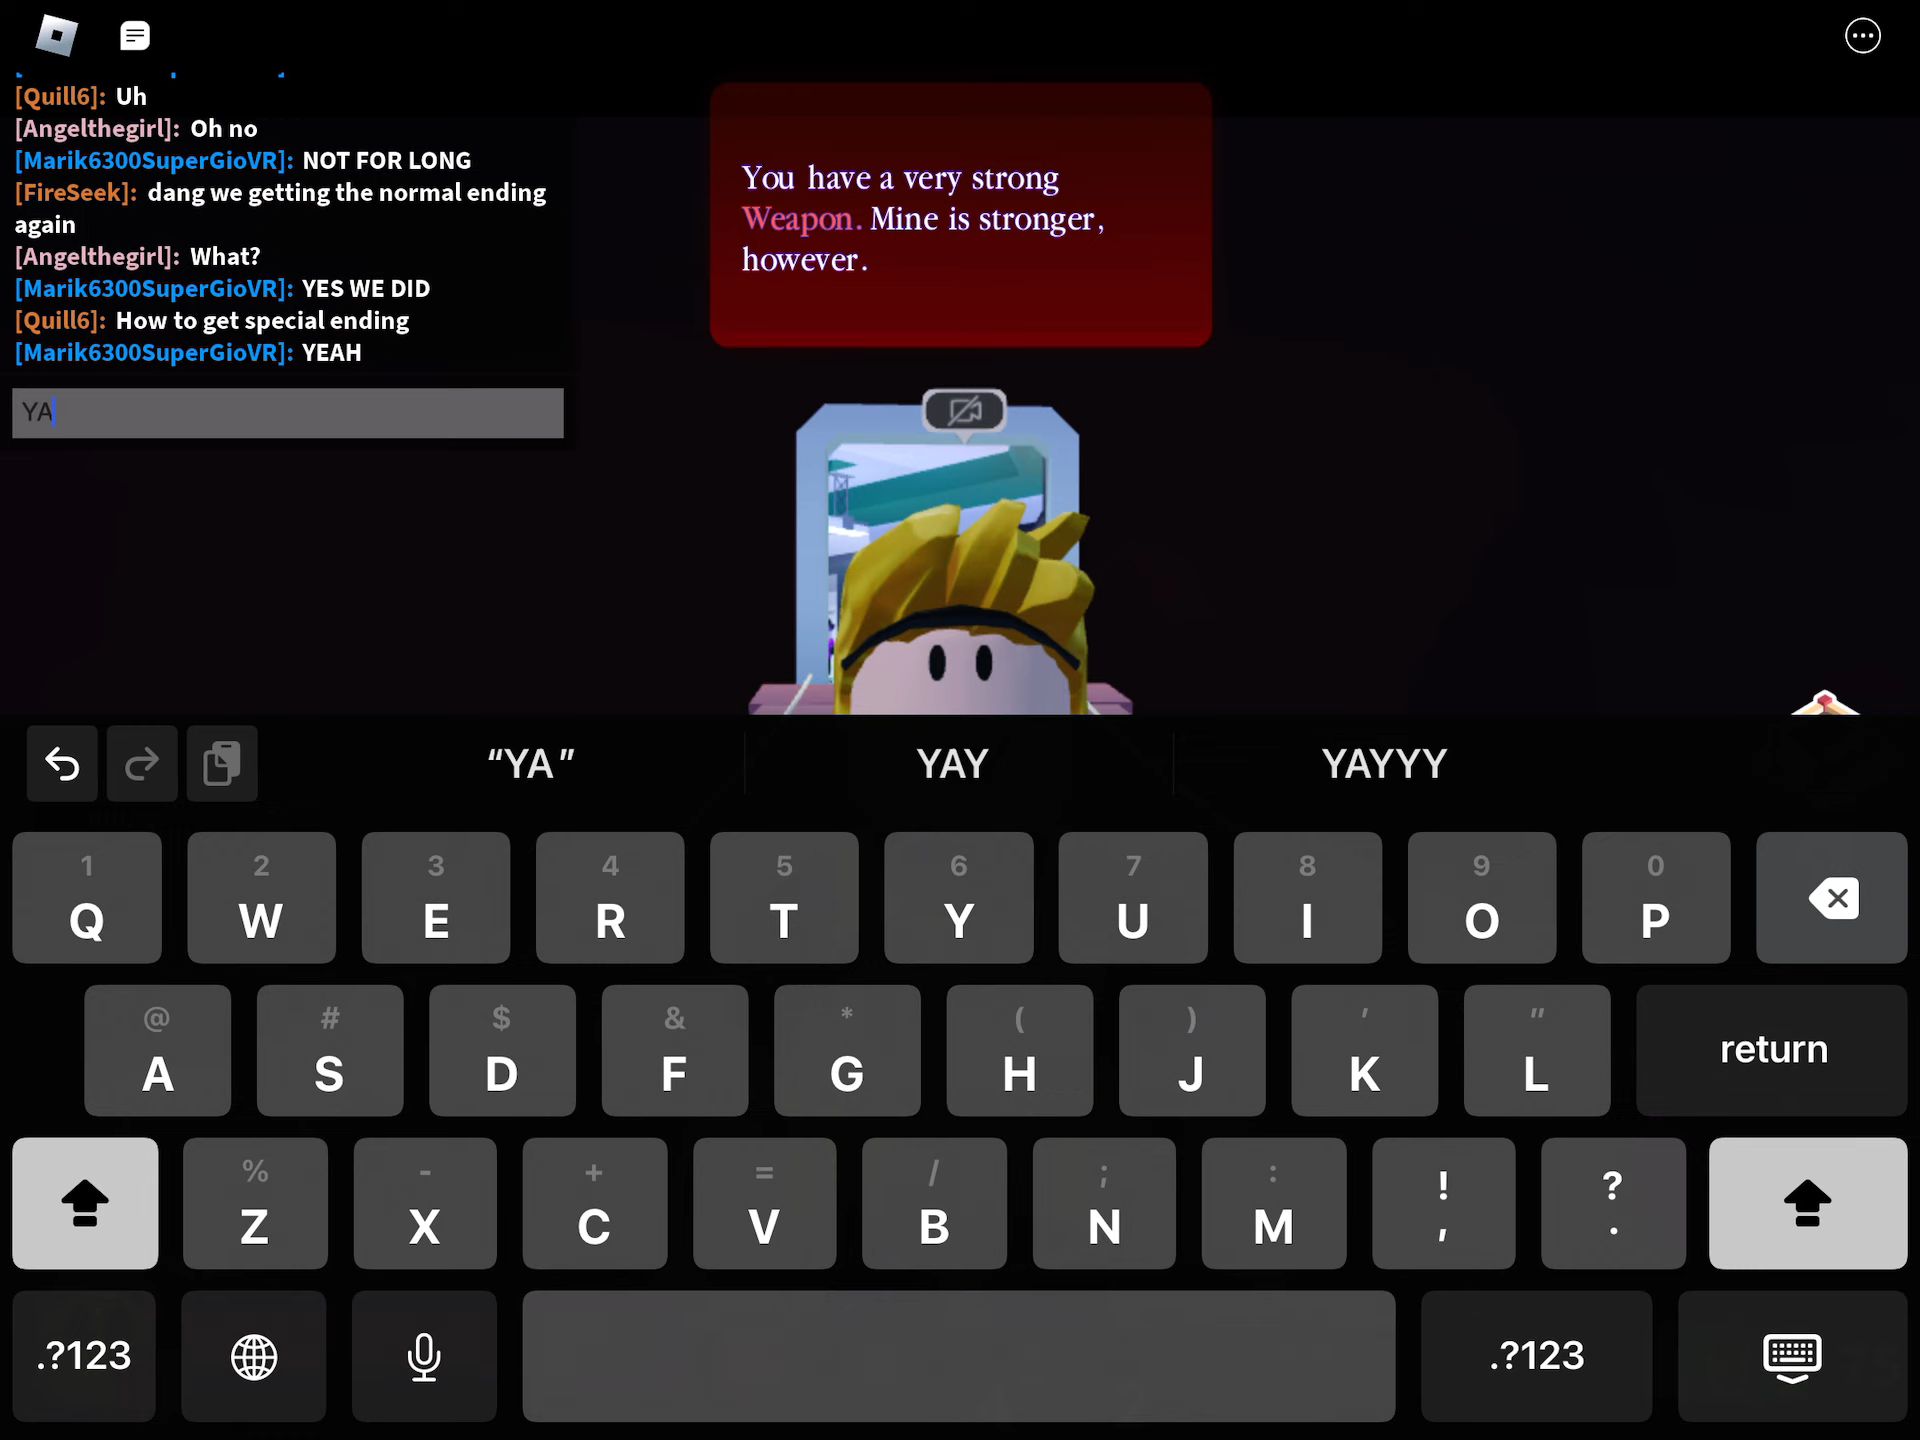 [Quill6]: Uh
[Angelthegirl]: Oh no
[Marik6300SuperGioVR]: NOT FOR LONG
[FireSeek]: dang we getting the normal ending
again
[Angelthegirl]: What?
[Marik6300SuperGioVR]: YES WE DID
[Quill6]: How to get special ending
[Marik6300SuperGioVR]: YEAH
YA
You have a very strong
Weapon. Mine is stronger,
however.
“YA” YAY YAYYY
1 2 3 4 5 6 7 8 9 0
Q W E R T Y U I O P
@ # $ & * ( ) ' "
A S D F G H J K L return
% - + = / ; : ! ?
Z X C V B N M , .
.?123 .?123